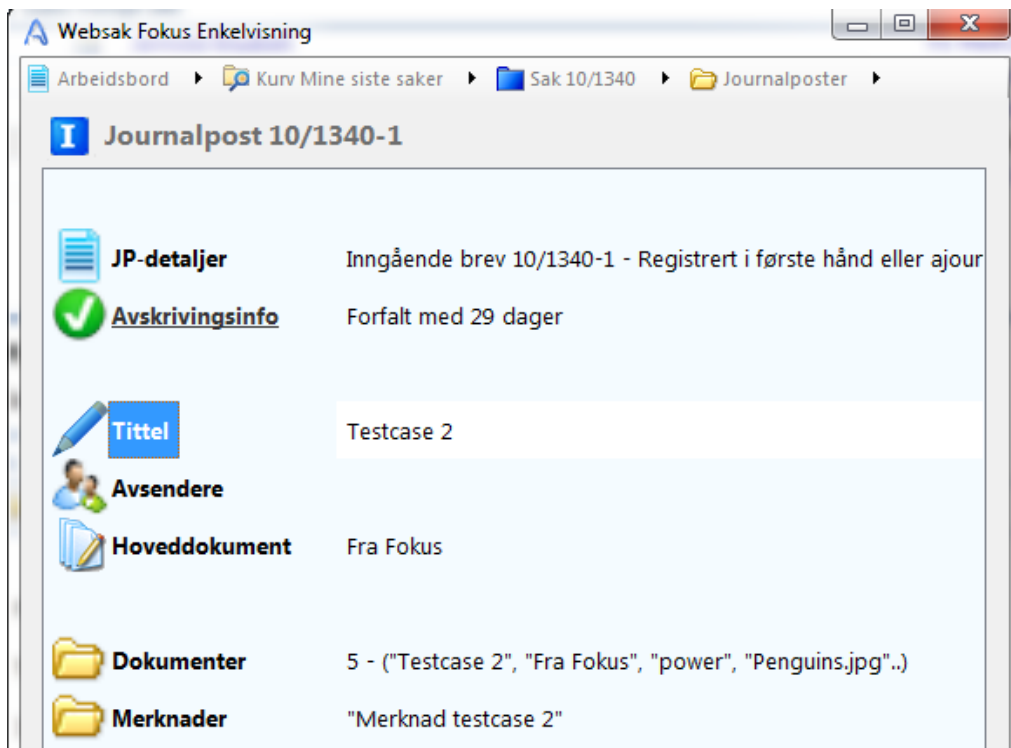 Websak Fokus Enkelvisning
Arbeidsbord Kurv Mine siste saker Sak 10/1340 Journalposter
I Journalpost 10/1340-1
JP-detaljer Inngående brev 10/1340-1 - Registrert i første hånd eller ajour
Avskrivingsinfo Forfalt med 29 dager
Tittel Testcase 2
Avsendere
Hoveddokument Fra Fokus
Dokumenter 5 - ("Testcase 2", "Fra Fokus", "power", "Penguins.jpg"..)
Merknader "Merknad testcase 2"